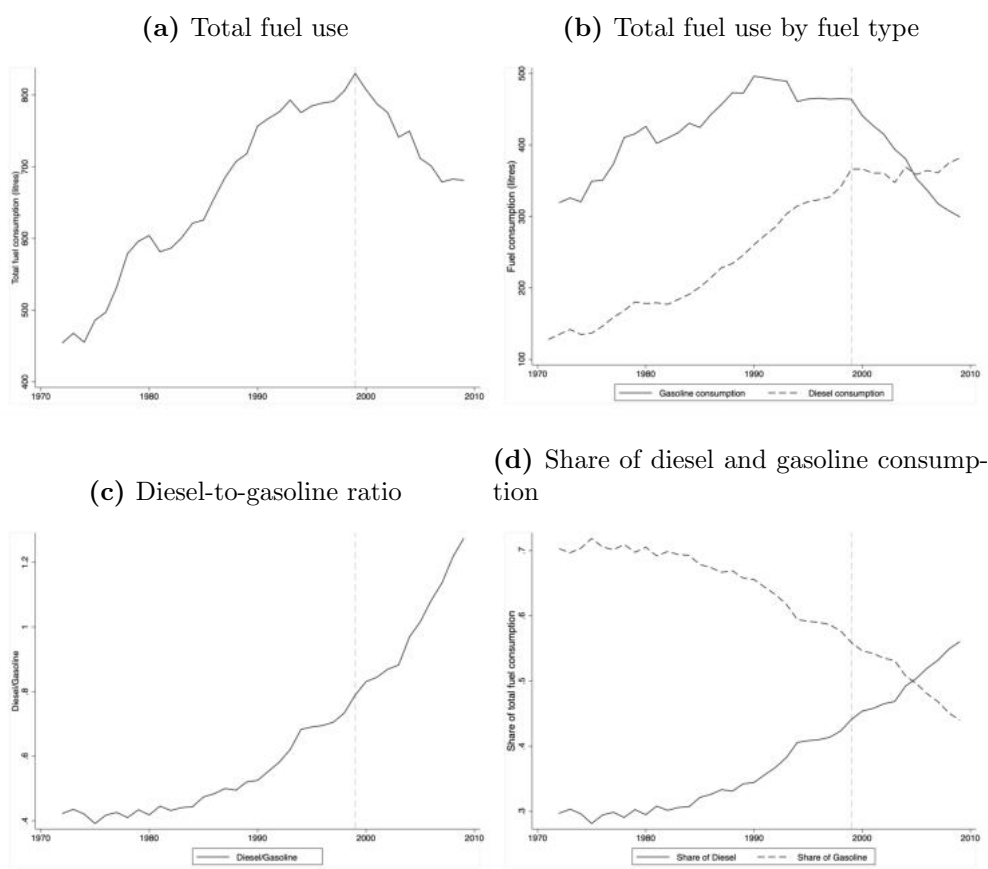 (a) Total fuel use
Total fuel consumption (litres)
800
700
600
500
400
1970
1980
1990
2000
2010
(b) Total fuel use by fuel type
Fuel consumption (litres)
500
400
300
200
100
1970
1980
1990
2000
2010
Gasoline consumption
Diesel consumption
(c) Diesel-to-gasoline ratio
Diesel/Gasoline
1.2
1
.8
.6
.4
1970
1980
1990
2000
2010
Diesel/Gasoline
(d) Share of diesel and gasoline consump-
tion
Share of total fuel consumption
.7
.6
.5
.4
.3
1970
1980
1990
2000
2010
Share of Diesel
Share of Gasoline